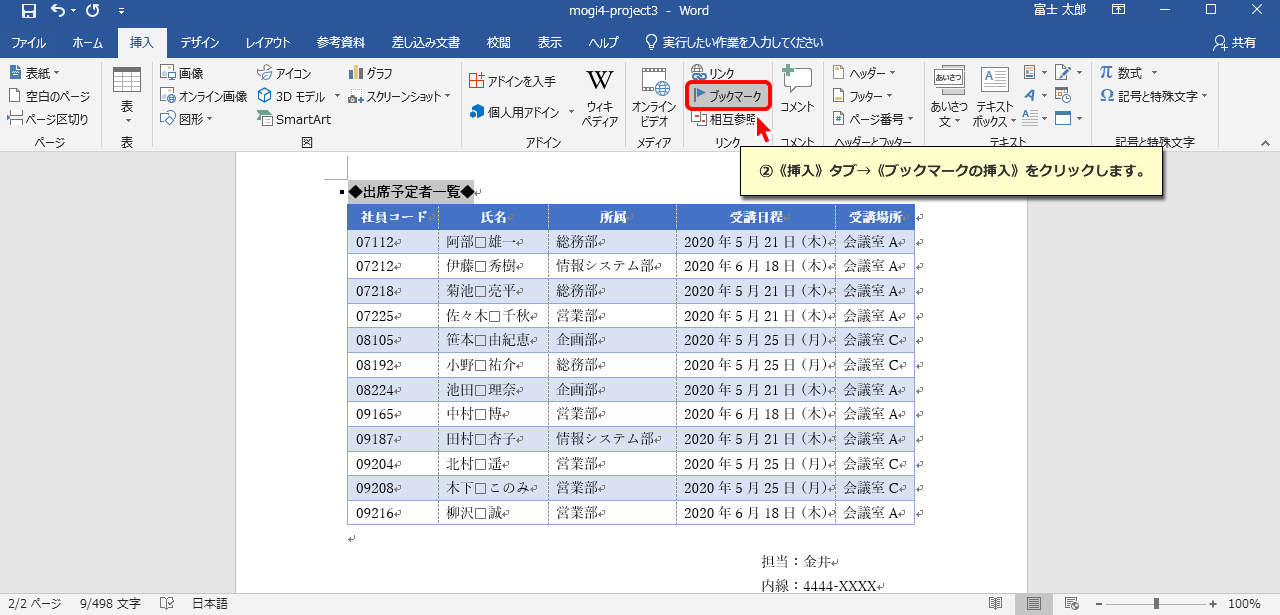 mogi4-project3 - Word
富士 太郎
ファイル ホーム 挿入 デザイン レイアウト 参考資料 差し込み文書 校閲 表示 ヘルプ 実行したい作業を入力してください 共有
表紙
空白のページ
ページ区切り
ページ
表
表
画像
オンライン画像
図形
アイコン
3D モデル
SmartArt
グラフ
スクリーンショット
図
アドインを入手
個人用アドイン
ウィキ
ペディア
アドイン
オンライン
ビデオ
メディア
リンク
ブックマーク
相互参照
リンク
コメント
コメント
ヘッダー
フッター
ページ番号
ヘッダーとフッター
あいさつ
あいさつ
文
テキスト
ボックス
テキスト
π 数式
Ω 記号と特殊文字
記号と特殊文字
②《挿入》タブ→《ブックマークの挿入》をクリックします。
◆出席予定者一覧◆
社員コード 氏名 所属 受講日程 受講場所
07112 阿部□雄一 総務部 2020 年 5 月 21 日（木） 会議室 A
07212 伊藤□秀樹 情報システム部 2020 年 6 月 18 日（木） 会議室 A
07218 菊池□亮平 総務部 2020 年 5 月 21 日（木） 会議室 A
07225 佐々木□千秋 営業部 2020 年 5 月 21 日（木） 会議室 A
08105 笹本□由紀恵 企画部 2020 年 5 月 25 日（月） 会議室 C
08192 小野□祐介 総務部 2020 年 5 月 25 日（月） 会議室 C
08224 池田□理奈 企画部 2020 年 5 月 21 日（木） 会議室 A
09165 中村□博 営業部 2020 年 6 月 18 日（木） 会議室 A
09187 田村□杏子 情報システム部 2020 年 5 月 21 日（木） 会議室 A
09204 北村□遥 営業部 2020 年 5 月 25 日（月） 会議室 C
09208 木下□このみ 営業部 2020 年 5 月 25 日（月） 会議室 C
09216 柳沢□誠 営業部 2020 年 6 月 18 日（木） 会議室 A
担当：金井
内線：4444-XXXX
2/2 ページ 9/498 文字 日本語 100%